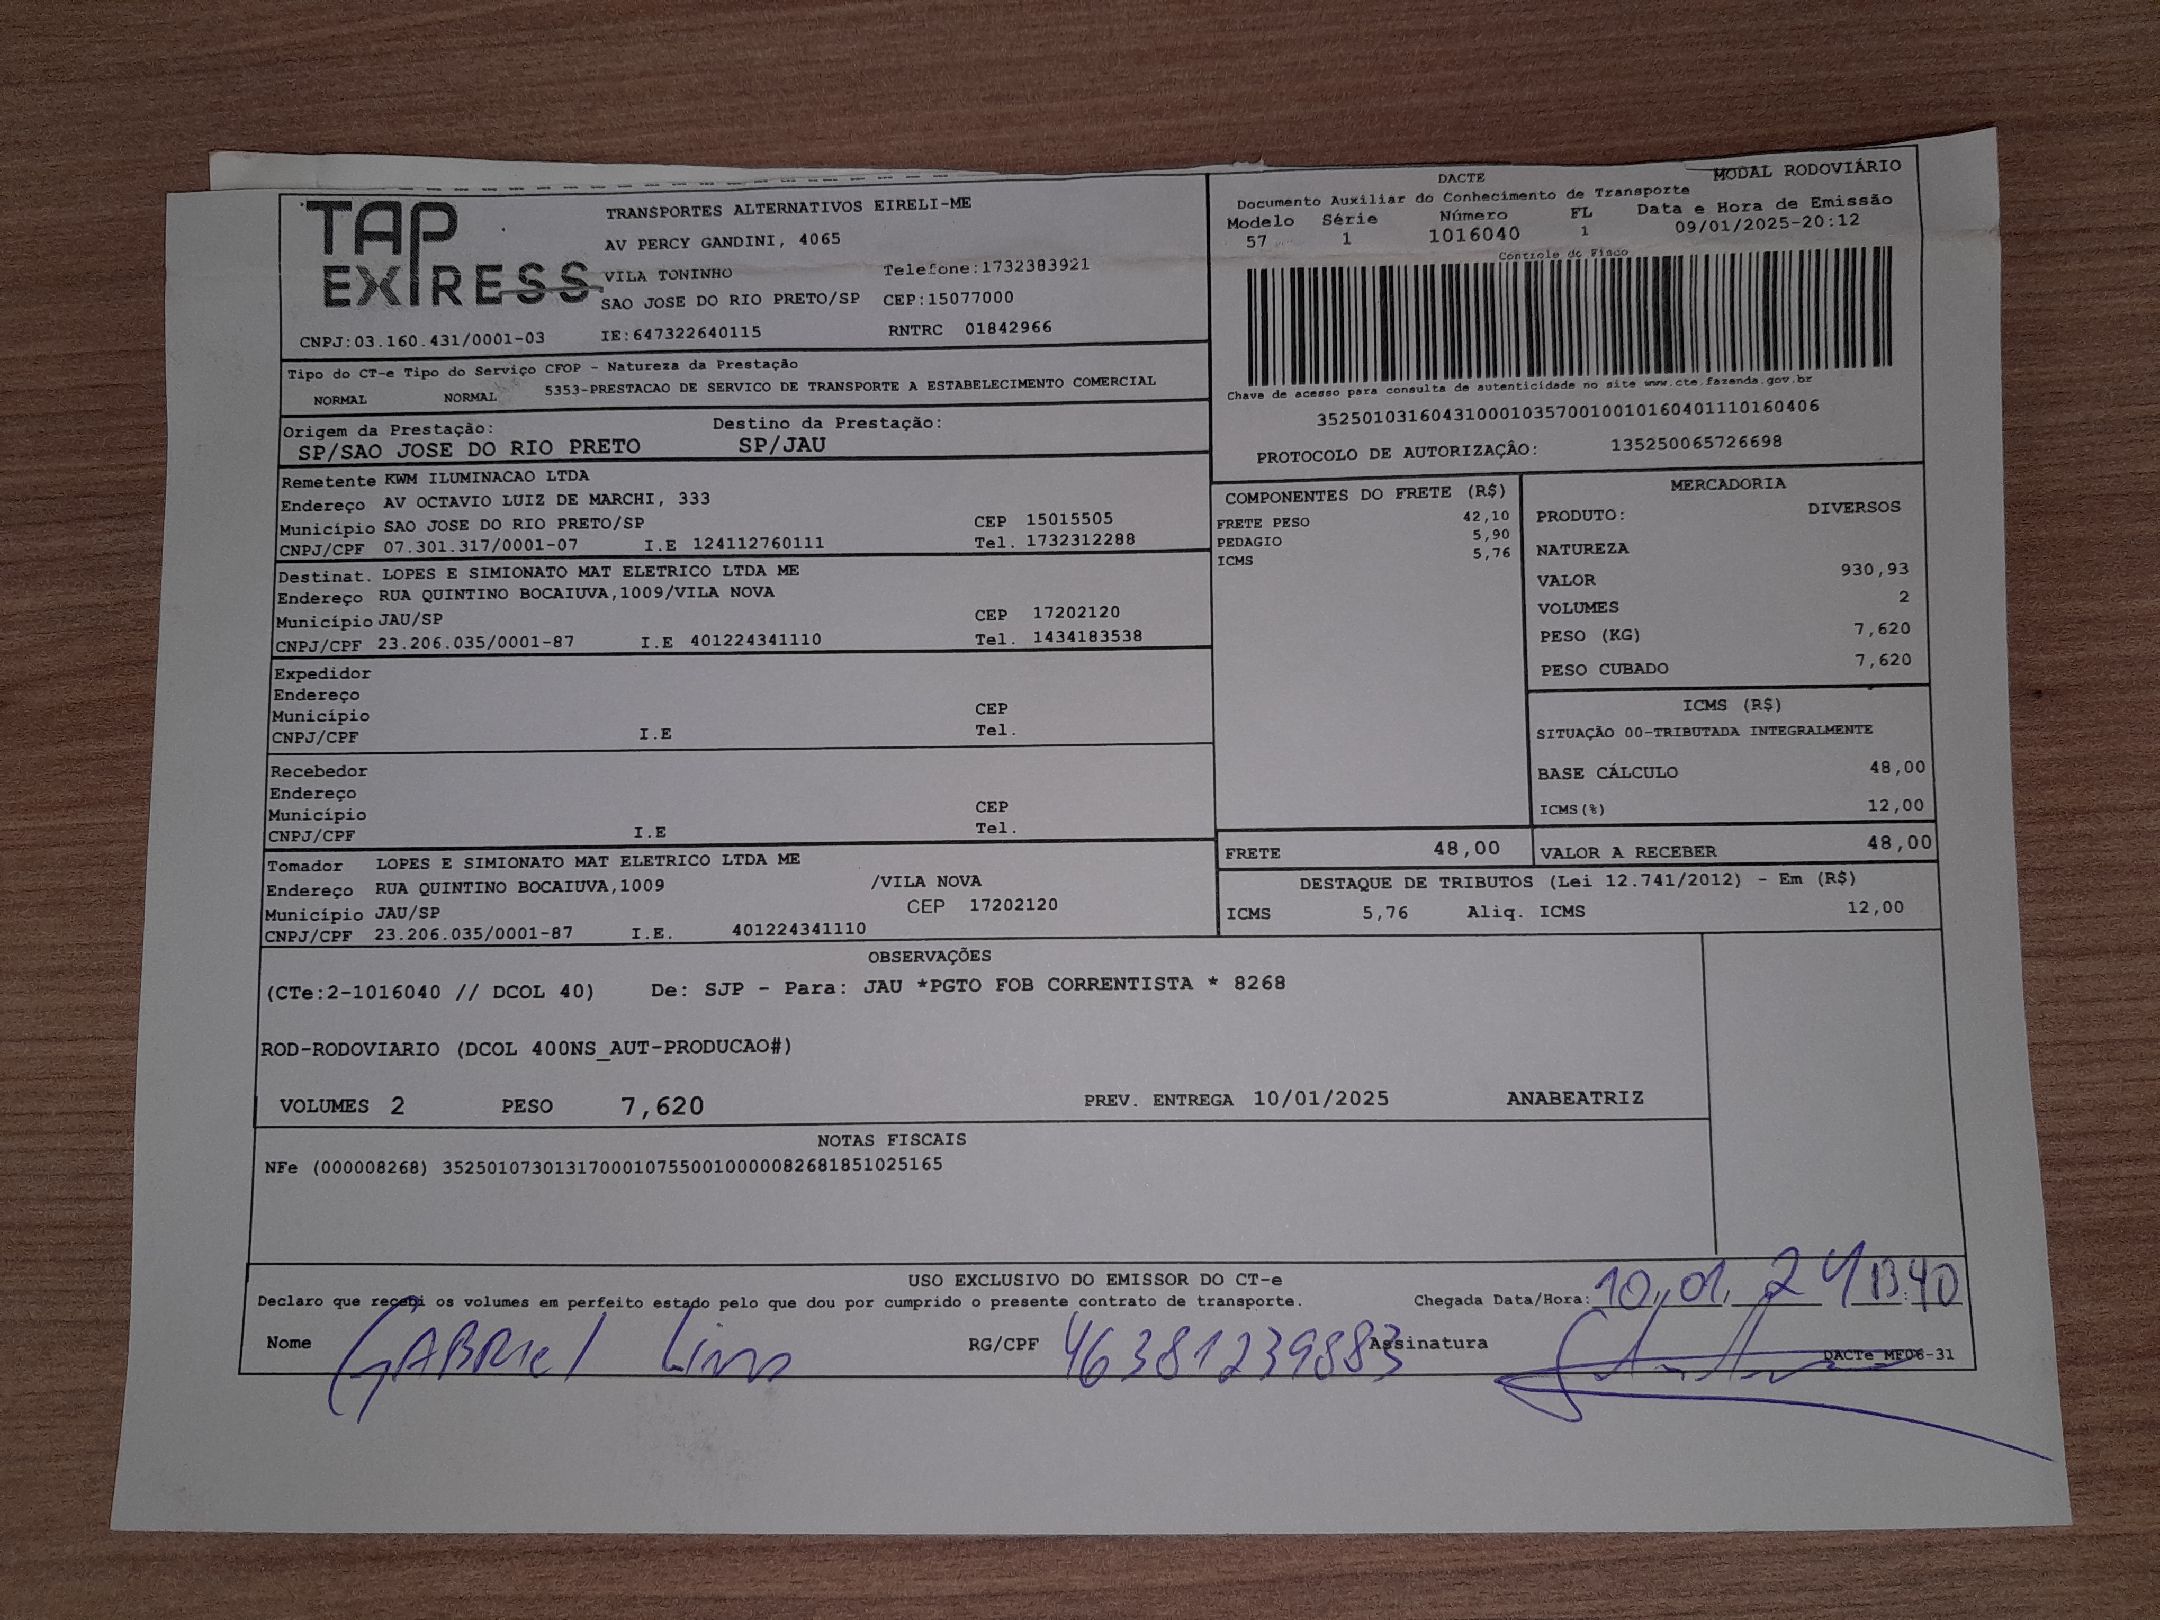 TAP
EXPRESS
TRANSPORTES ALTERNATIVOS EIRELI-ME
AV PERCY GANDINI, 4065
VILA TONINHO Telefone:1732383921
SAO JOSE DO RIO PRETO/SP CEP:15077000
CNPJ:03.160.431/0001-03 IE:647322640115 RNTRC 01842966
DACTE MODAL RODOVIÁRIO
Documento Auxiliar do Conhecimento de Transporte
Modelo Série Número FL Data e Hora de Emissão
57 1 1016040 1 09/01/2025-20:12
Controle do Fisco
Chave de acesso para consulta de autenticidade no site www.cte.fazenda.gov.br
35250103160431000103570010010160401110160406
PROTOCOLO DE AUTORIZAÇÂO: 135250065726698
Tipo do CT-e Tipo do Serviço CFOP - Natureza da Prestação
NORMAL NORMAL 5353-PRESTACAO DE SERVICO DE TRANSPORTE A ESTABELECIMENTO COMERCIAL
Origem da Prestação: Destino da Prestação:
SP/SAO JOSE DO RIO PRETO SP/JAU
Remetente KWM ILUMINACAO LTDA
Endereço AV OCTAVIO LUIZ DE MARCHI, 333
Município SAO JOSE DO RIO PRETO/SP CEP 15015505
CNPJ/CPF 07.301.317/0001-07 I.E 124112760111 Tel. 1732312288
Destinat. LOPES E SIMIONATO MAT ELETRICO LTDA ME
Endereço RUA QUINTINO BOCAIUVA,1009/VILA NOVA
Município JAU/SP CEP 17202120
CNPJ/CPF 23.206.035/0001-87 I.E 401224341110 Tel. 1434183538
Expedidor
Endereço
Município CEP
CNPJ/CPF I.E Tel.
Recebedor
Endereço
Município CEP
CNPJ/CPF I.E Tel.
Tomador LOPES E SIMIONATO MAT ELETRICO LTDA ME
Endereço RUA QUINTINO BOCAIUVA,1009 /VILA NOVA
Município JAU/SP CEP 17202120
CNPJ/CPF 23.206.035/0001-87 I.E. 401224341110
COMPONENTES DO FRETE (R$)
FRETE PESO 42,10
PEDAGIO 5,90
ICMS 5,76
MERCADORIA
PRODUTO: DIVERSOS
NATUREZA
VALOR 930,93
VOLUMES 2
PESO (KG) 7,620
PESO CUBADO 7,620
ICMS (R$)
SITUAÇÃO 00-TRIBUTADA INTEGRALMENTE
BASE CÁLCULO 48,00
ICMS(%) 12,00
FRETE 48,00 VALOR A RECEBER 48,00
DESTAQUE DE TRIBUTOS (Lei 12.741/2012) - Em (R$)
ICMS 5,76 Aliq. ICMS 12,00
OBSERVAÇÕES
(CTe:2-1016040 // DCOL 40) De: SJP - Para: JAU *PGTO FOB CORRENTISTA * 8268
ROD-RODOVIARIO (DCOL 400NS_AUT-PRODUCAO#)
VOLUMES 2 PESO 7,620 PREV. ENTREGA 10/01/2025 ANABEATRIZ
NOTAS FISCAIS
NFe (000008268) 35250107301317000107550010000082681851025165
USO EXCLUSIVO DO EMISSOR DO CT-e
Declaro que recebi os volumes em perfeito estado pelo que dou por cumprido o presente contrato de transporte. Chegada Data/Hora: 10.01.24 13:40
Nome GABRIEL Lins RG/CPF 46381239883 Assinatura
DACTe_MF06-31